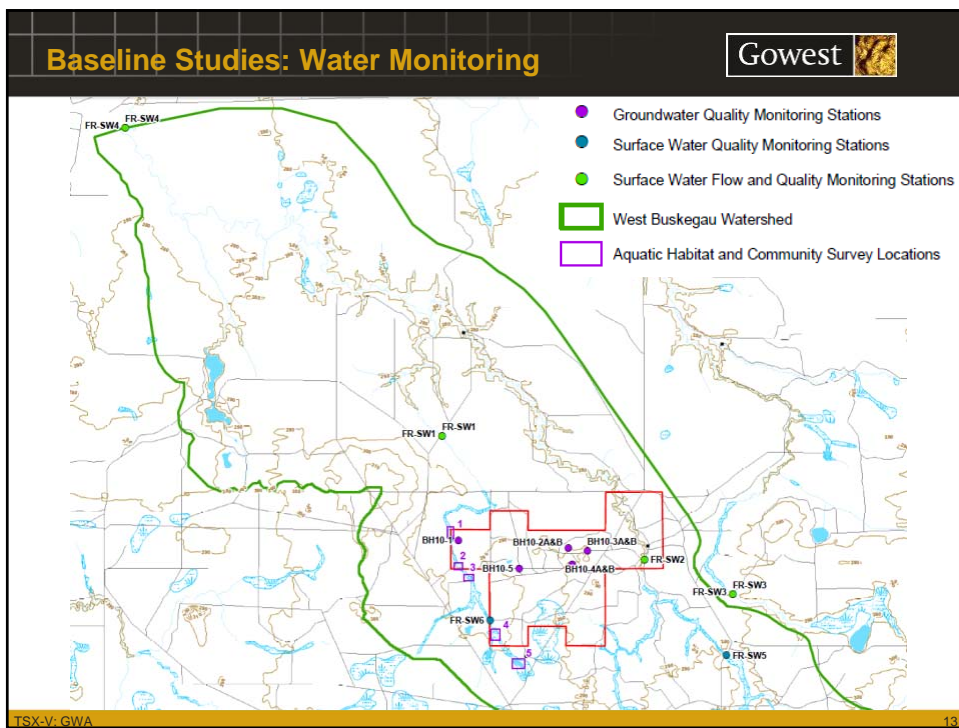 Baseline Studies: Water Monitoring
Gowest
Groundwater Quality Monitoring Stations
Surface Water Quality Monitoring Stations
Surface Water Flow and Quality Monitoring Stations
West Buskegau Watershed
Aquatic Habitat and Community Survey Locations
FR-SW4 FR-SW4
FR-SW1 FR-SW1
1
BH10-1
BH10-2A&B
BH10-3A&B
2
3
BH10-5
BH10-4A&B
FR-SW2
FR-SW3
FR-SW3
FR-SW6
4
5
FR-SW5
TSX-V: GWA
13